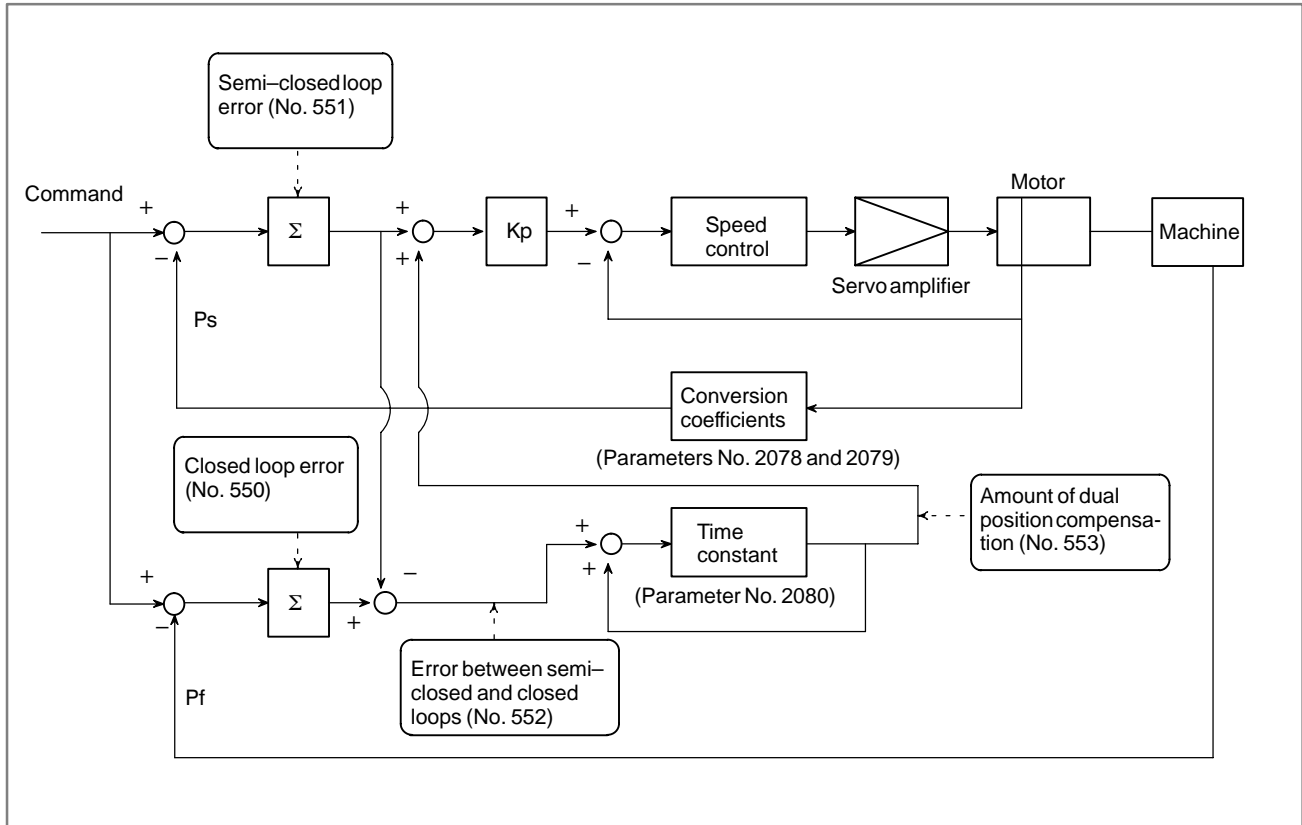 Semi–closed loop
error (No. 551)
Command
+
−
Σ
+
+
Kp
+
−
Speed
control
Servo amplifier
Motor
Machine
Ps
Conversion
coefficients
(Parameters No. 2078 and 2079)
Closed loop error
(No. 550)
Amount of dual
position compensa-
tion (No. 553)
+
−
Σ
+
−
+
+
Time
constant
(Parameter No. 2080)
Pf
Error between semi–
closed and closed
loops (No. 552)